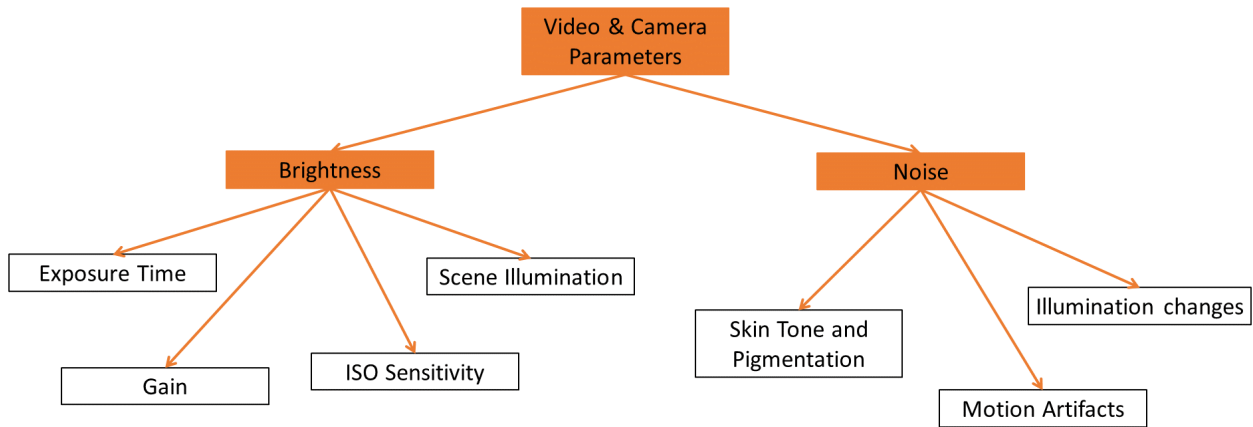 Video & Camera
Parameters
Brightness
Noise
Exposure Time
Scene Illumination
Gain
ISO Sensitivity
Skin Tone and
Pigmentation
Illumination changes
Motion Artifacts